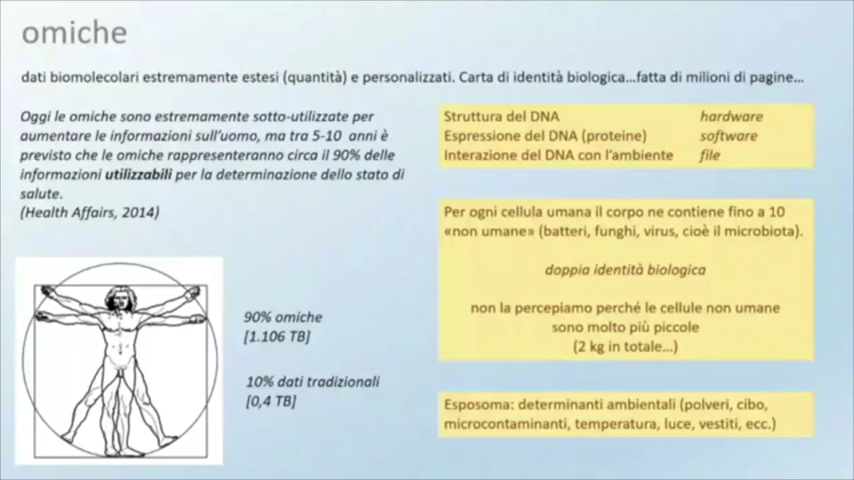 omiche
dati biomolecolari estremamente estesi (quantità) e personalizzati. Carta di identità biologica...fatta di milioni di pagine...
Oggi le omiche sono estremamente sotto-utilizzate per
aumentare le informazioni sull'uomo, ma tra 5-10 anni è
previsto che le omiche rappresenteranno circa il 90% delle
informazioni utilizzabili per la determinazione dello stato di
salute.
(Health Affairs, 2014)
90% omiche
[1.106 TB]
10% dati tradizionali
[0,4 TB]
Struttura del DNA hardware
Espressione del DNA (proteine) software
Interazione del DNA con l'ambiente file
Per ogni cellula umana il corpo ne contiene fino a 10
«non umane» (batteri, funghi, virus, cioè il microbiota).
doppia identità biologica
non la percepiamo perché le cellule non umane
sono molto più piccole
(2 kg in totale...)
Esposoma: determinanti ambientali (polveri, cibo,
microcontaminanti, temperatura, luce, vestiti, ecc.)